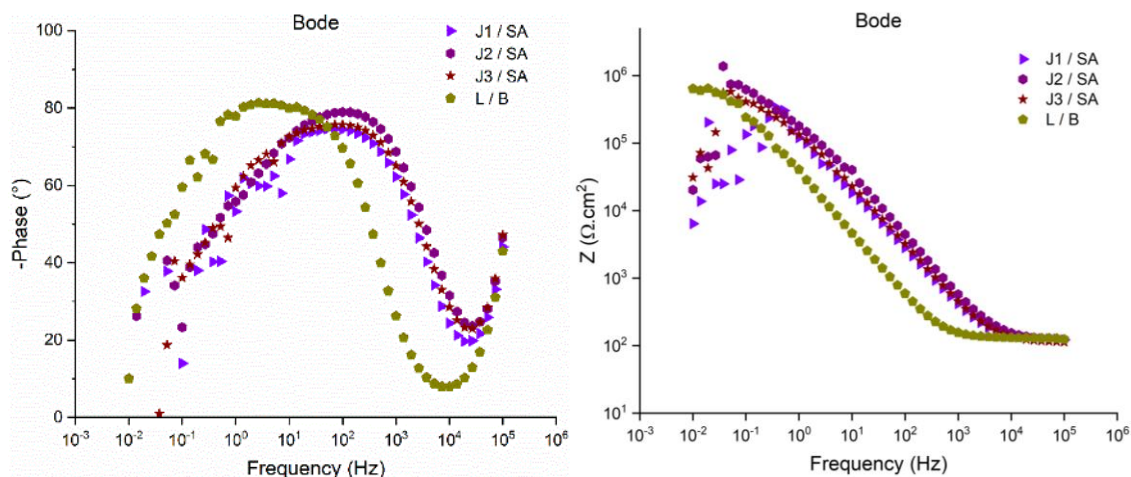 Bode
100
80
60
40
20
0
-Phase (°)
J1 / SA
J2 / SA
J3 / SA
L / B
10⁻³ 10⁻² 10⁻¹ 10⁰ 10¹ 10² 10³ 10⁴ 10⁵ 10⁶
Frequency (Hz)
Bode
10⁶
10⁵
10⁴
10³
10²
10¹
Z (Ω.cm²)
J1 / SA
J2 / SA
J3 / SA
L / B
10⁻³ 10⁻² 10⁻¹ 10⁰ 10¹ 10² 10³ 10⁴ 10⁵ 10⁶
Frequency (Hz)